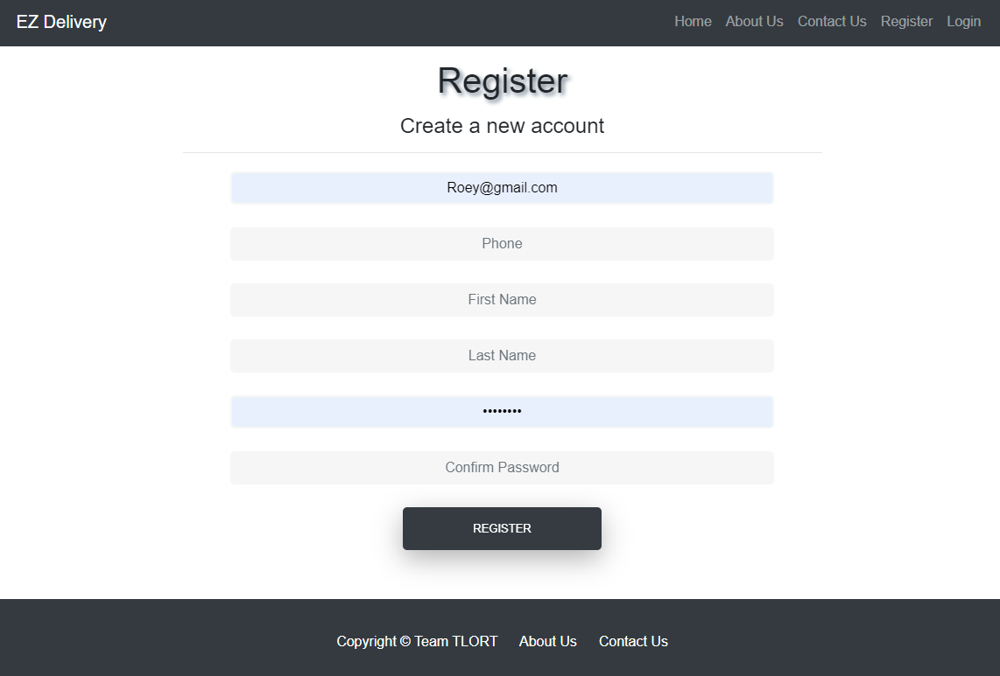 EZ Delivery Home About Us Contact Us Register Login
Register
Create a new account
Roey@gmail.com
Phone
First Name
Last Name
••••••••
Confirm Password
REGISTER
Copyright © Team TLORT About Us Contact Us